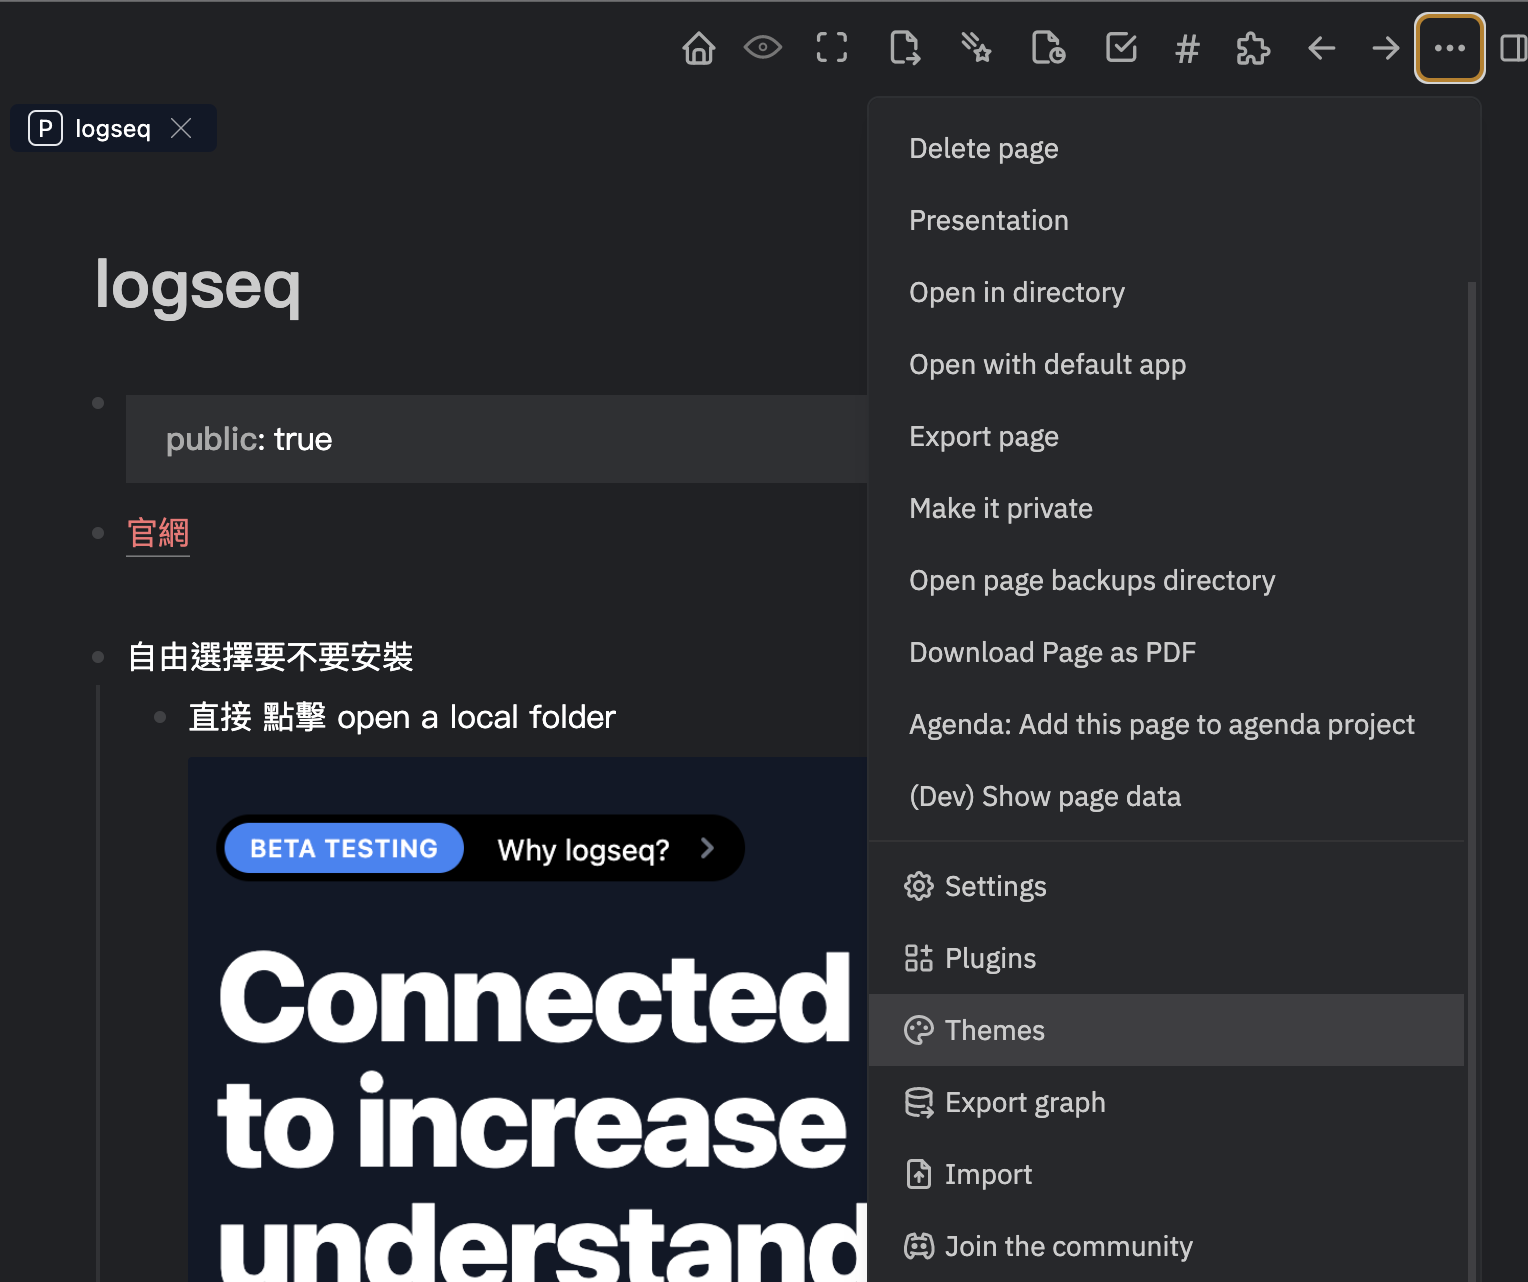 P logseq
logseq
public: true
官網
自由選擇要不要安裝
直接 點擊 open a local folder
BETA TESTING Why logseq?
Connected
to increase
understand
Delete page
Presentation
Open in directory
Open with default app
Export page
Make it private
Open page backups directory
Download Page as PDF
Agenda: Add this page to agenda project
(Dev) Show page data
Settings
Plugins
Themes
Export graph
Import
Join the community